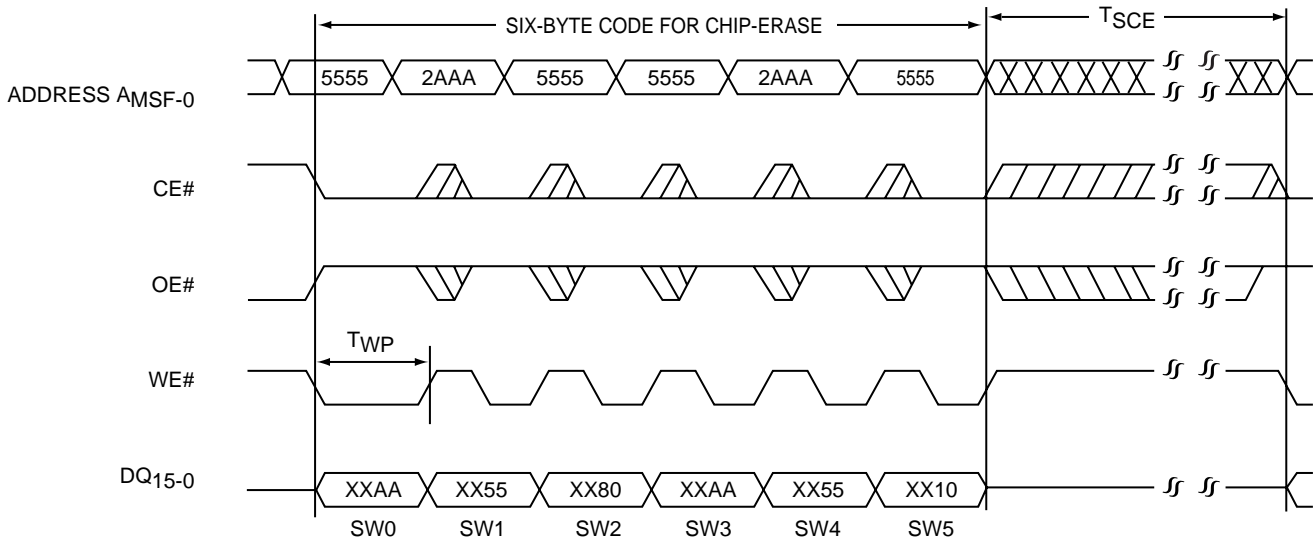 SIX-BYTE CODE FOR CHIP-ERASE TSCE
ADDRESS AMSF-0 5555 2AAA 5555 5555 2AAA 5555
CE#
OE#
TWP
WE#
DQ15-0 XXAA XX55 XX80 XXAA XX55 XX10
SW0 SW1 SW2 SW3 SW4 SW5